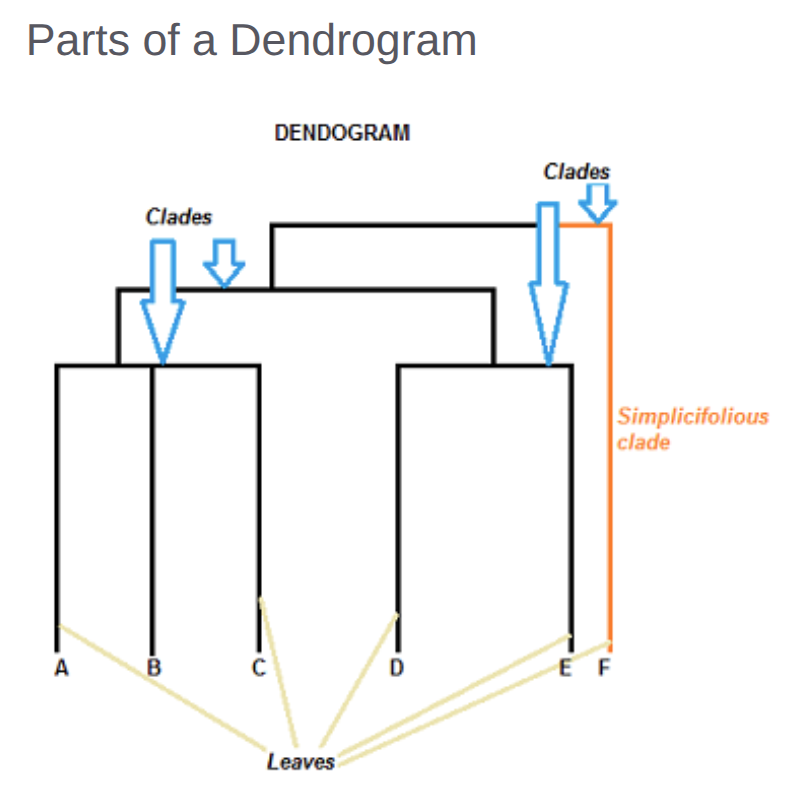 Parts of a Dendrogram
DENDOGRAM
Clades
Clades
Simplicifolious
clade
A B C D E F
Leaves